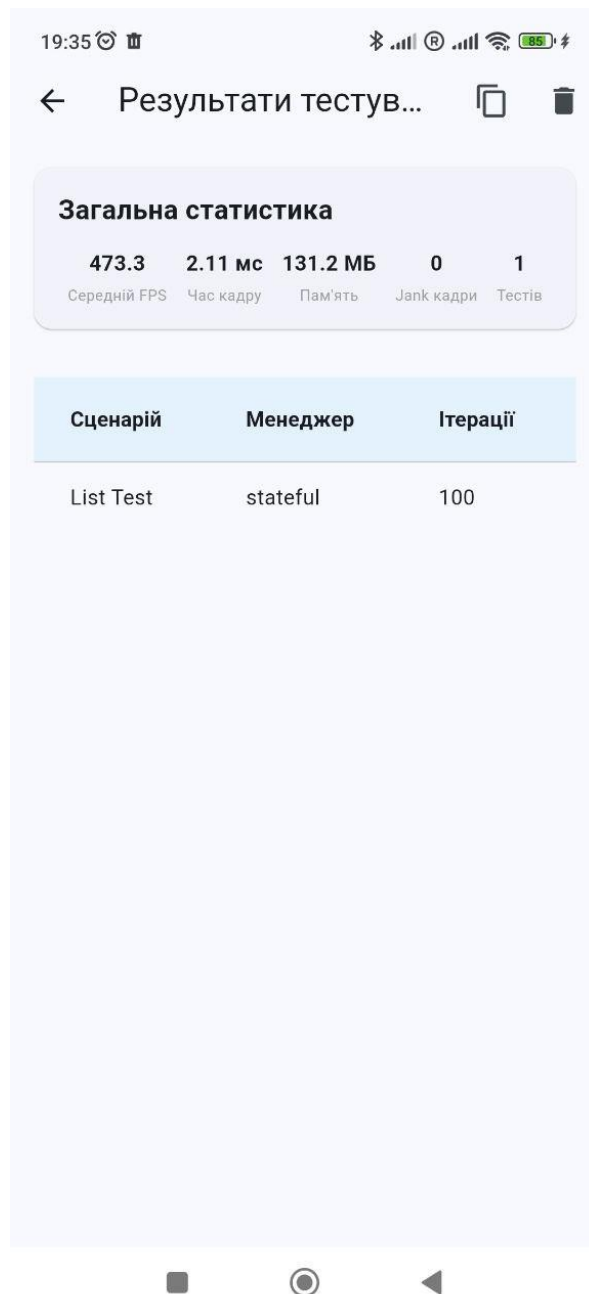 19:35
85
Результати тестув...
Загальна статистика
473.3 2.11 мс 131.2 МБ 0 1
Середній FPS Час кадру Пам'ять Jank кадри Тестів
Сценарій Менеджер Ітерації
List Test stateful 100